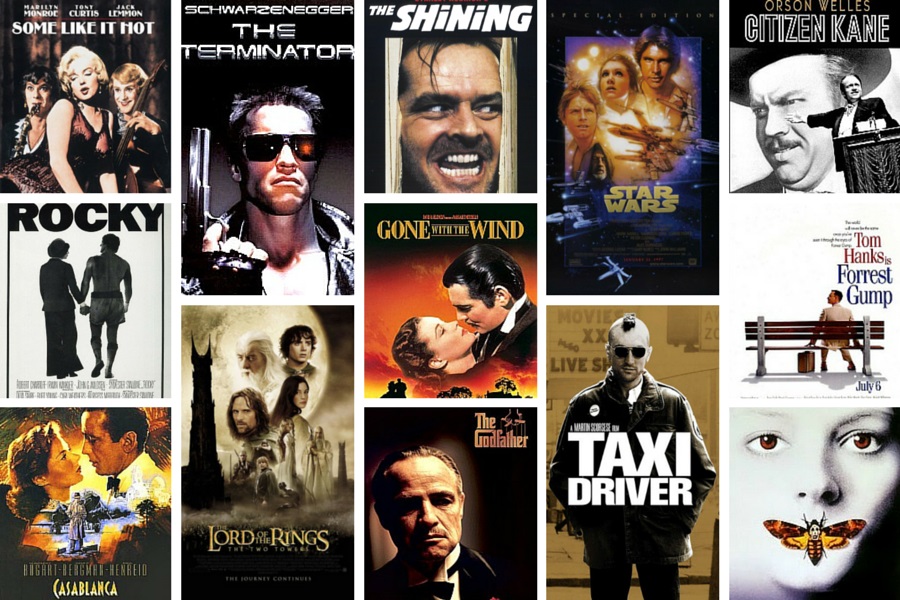 MARILYN MONROE TONY CURTIS JACK LEMMON
SOME LIKE IT HOT
SCHWARZENEGGER
THE
TERMINATOR
THE SHiNiNG
SPECIAL EDITION
STAR
WARS
ORSON WELLES
CITIZEN KANE
ROCKY
GONE WITH THE WIND
Tom
Hanks is
Forrest
Gump
July 6
BOGART·BERGMAN·HENREID
CASABLANCA
THE LORD OF THE RINGS
THE TWO TOWERS
THE JOURNEY CONTINUES
The
Godfather
MOVIES
XX
LIVE
A MARTIN SCORSESE FILM
TAXI
DRIVER